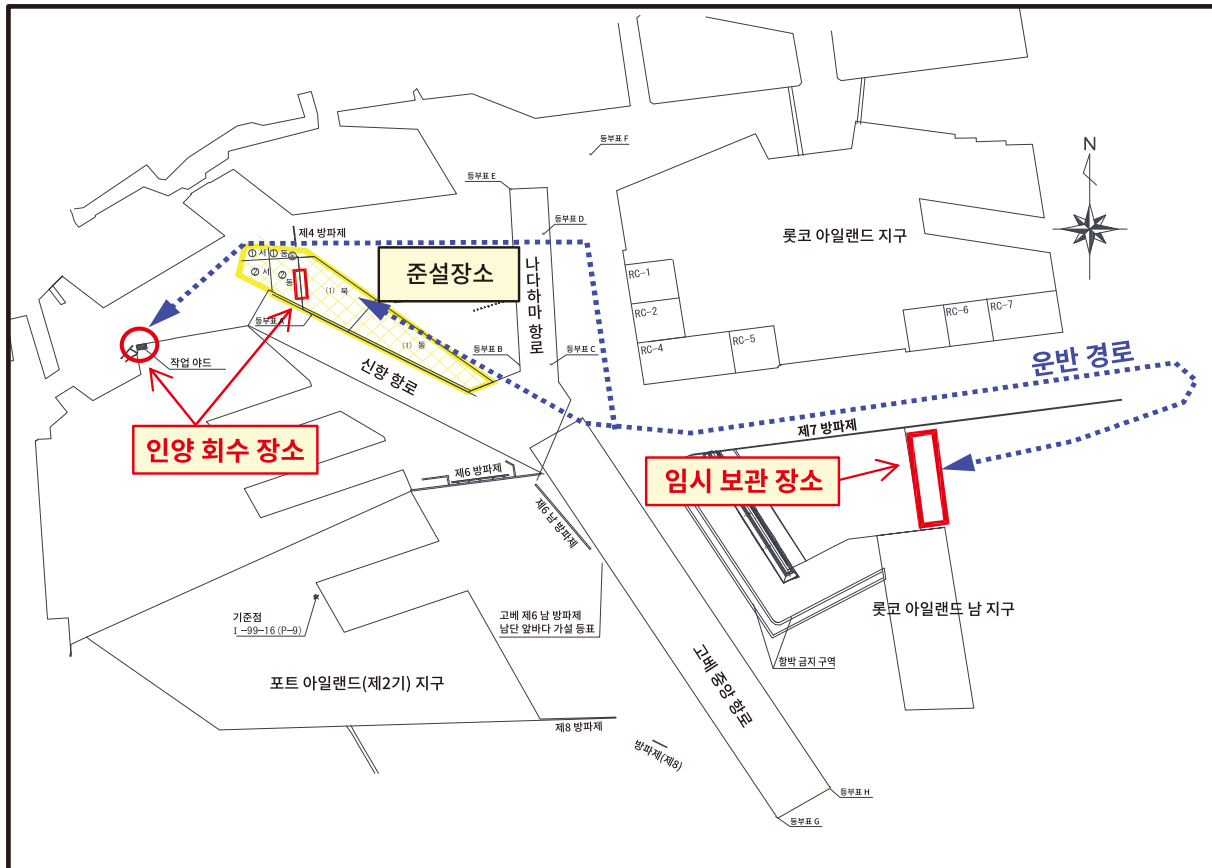 등부표 F
N
등부표 E
등부표 D
제4 방파제
롯코 아일랜드 지구
①서
①동
②서
②
동
준설장소
나다하마 항로
(1) 북
RC-1
RC-2
RC-4
RC-5
RC-6
RC-7
등부표 A
(1) 동
등부표 B
등부표 C
작업 야드
신항 항로
운반 경로
인양 회수 장소
제7 방파제
제6 방파제
임시 보관 장소
제6 남 방파제
기준점
I-99-16 (P-9)
고베 제6 남 방파제
남단 앞바다 가설 등표
롯코 아일랜드 남 지구
항박 금지 구역
포트 아일랜드(제2기) 지구
고베 중앙 항로
제8 방파제
방파제(제8)
등부표 H
등부표 G